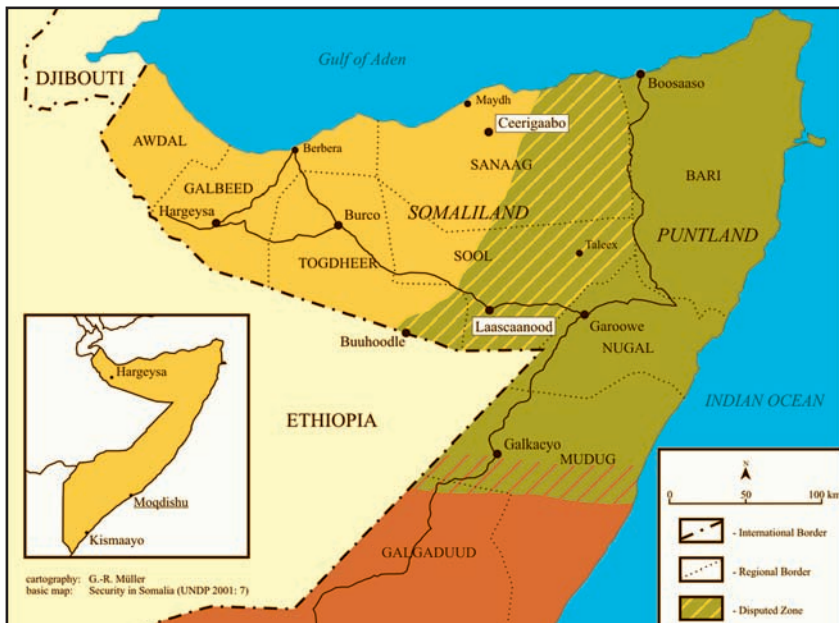 Gulf of Aden
DJIBOUTI
Boosaaso
Maydh
Ceerigaabo
AWDAL
Berbera
SANAAG
BARI
GALBEED
Hargeysa
Burco
SOMALILAND
PUNTLAND
TOGDHEER
SOOL
Taleex
Laascaanood
Garoowe
Buuhoodle
NUGAL
Hargeysa
ETHIOPIA
INDIAN OCEAN
Galkacyo
MUDUG
N
0 50 100 km
Moqdishu
- International Border
Kismaayo
GALGADUUD
- Regional Border
cartography: G.-R. Müller
basic map: Security in Somalia (UNDP 2001: 7)
- Disputed Zone